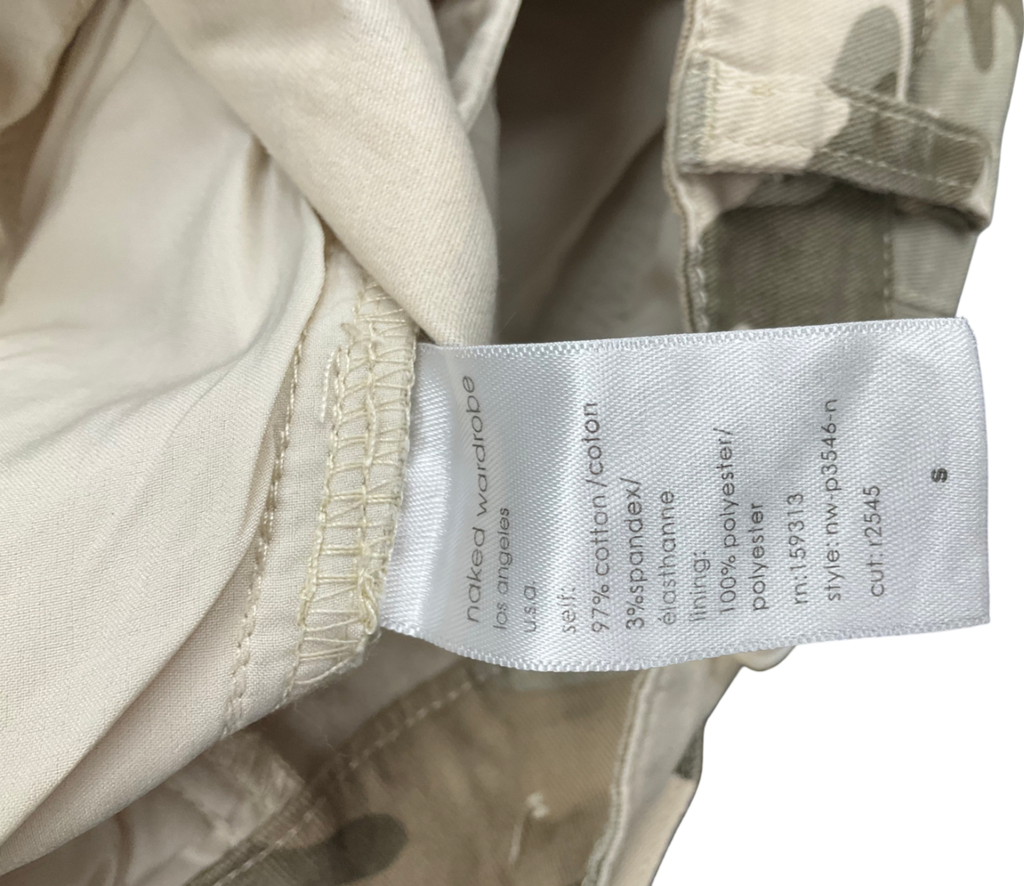 naked wardrobe
los angeles
u.s.a.
self:
97% cotton/coton
3%spandex/
élasthanne
lining:
100% polyester/
polyester
rn:159313
style: nw-p3546-n
cut: r2545
s